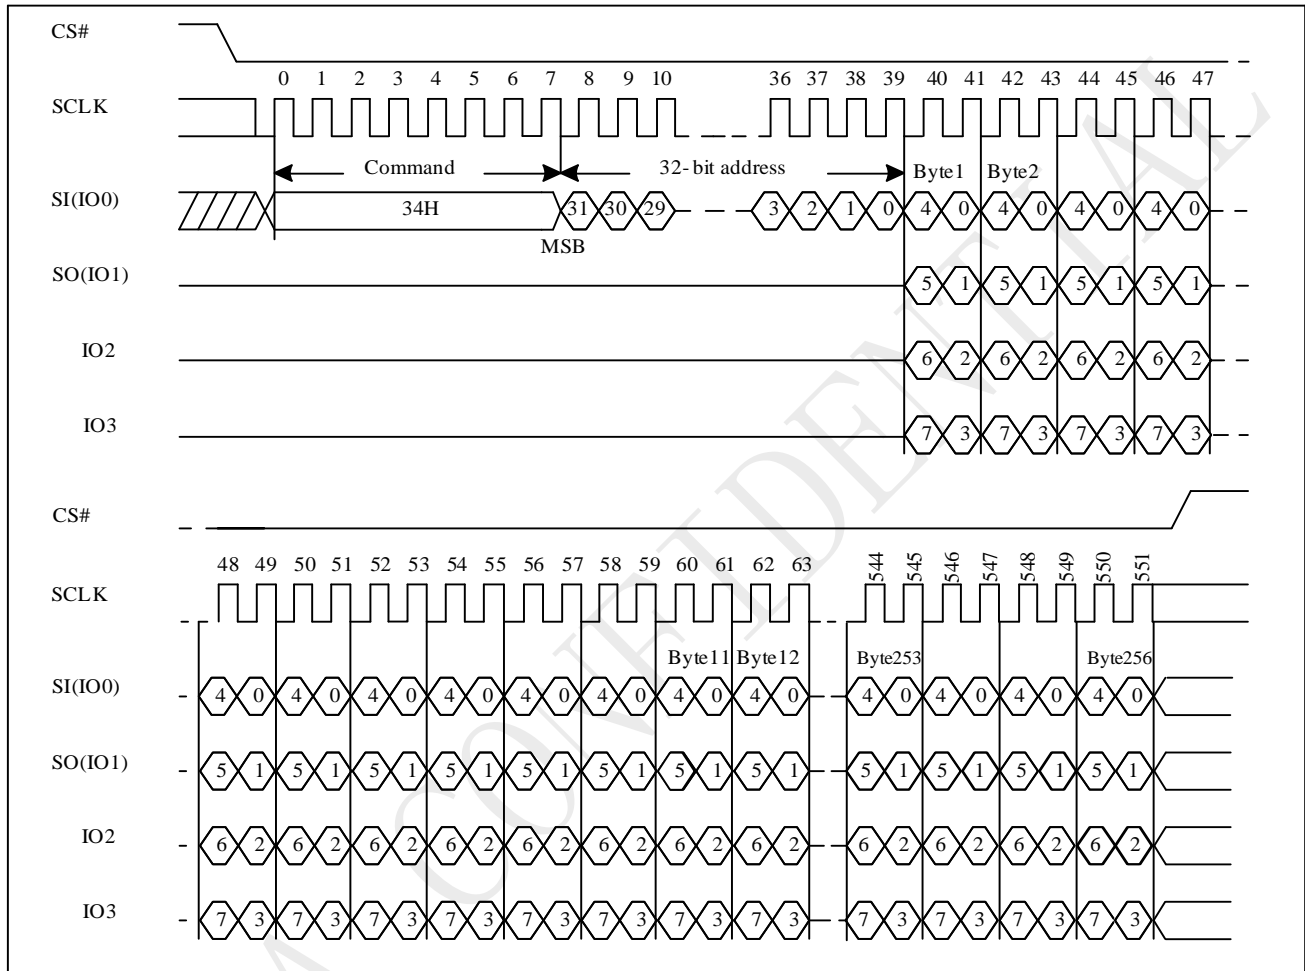 CS#
0 1 2 3 4 5 6 7 8 9 10 36 37 38 39 40 41 42 43 44 45 46 47
SCLK
Command 32-bit address Byte1 Byte2
SI(IO0) 34H 31 30 29 3 2 1 0 4 0 4 0 4 0 4 0
MSB
SO(IO1) 5 1 5 1 5 1 5 1
IO2 6 2 6 2 6 2 6 2
IO3 7 3 7 3 7 3 7 3
CS#
48 49 50 51 52 53 54 55 56 57 58 59 60 61 62 63 544 545 546 547 548 549 550 551
SCLK
Byte11 Byte12 Byte253 Byte256
SI(IO0) 4 0 4 0 4 0 4 0 4 0 4 0 4 0 4 0 4 0 4 0 4 0 4 0
SO(IO1) 5 1 5 1 5 1 5 1 5 1 5 1 5 1 5 1 5 1 5 1 5 1 5 1
IO2 6 2 6 2 6 2 6 2 6 2 6 2 6 2 6 2 6 2 6 2 6 2 6 2
IO3 7 3 7 3 7 3 7 3 7 3 7 3 7 3 7 3 7 3 7 3 7 3 7 3
A CONFIDENTIAL